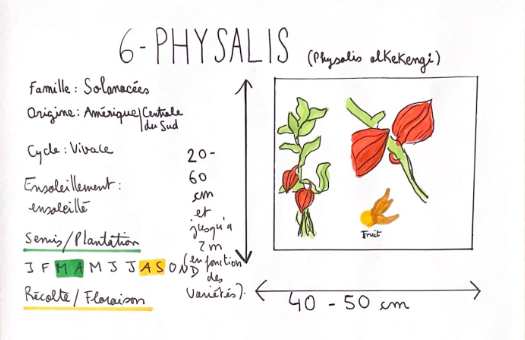 6-PHYSALIS (Physalis alkekengi)
Famille : Solanacées
Origine : Amérique/Centrale
du Sud
Cycle : Vivace
Ensoleillement :
ensoleillé
Semis/Plantation
J F M A M J J A S O N D
Récolte / Floraison
20-
60
cm
et
jusqu'à
2m
(en fonction
des
variétés).
Fruit
40 - 50 cm